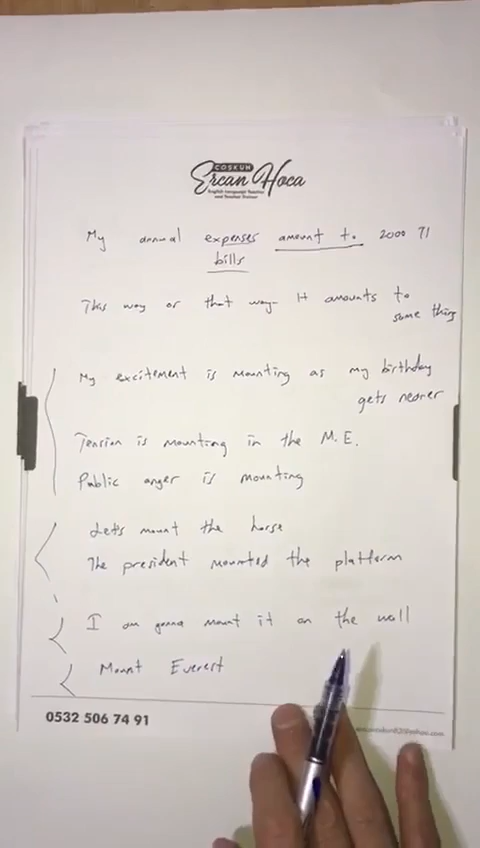 COSKUN
Ercan Hoca
English Language Teacher
and Teacher Trainer
My annual expenses amount to 2000 Tl
bills
This way or that way. It amounts to
some thing
My excitement is mounting as my birthday
gets nearer
Tension is mounting in the M.E.
Public anger is mounting
Let's mount the horse
The president mounted the platform
I am gonna mount it on the wall
Mount Everest
0532 506 74 91